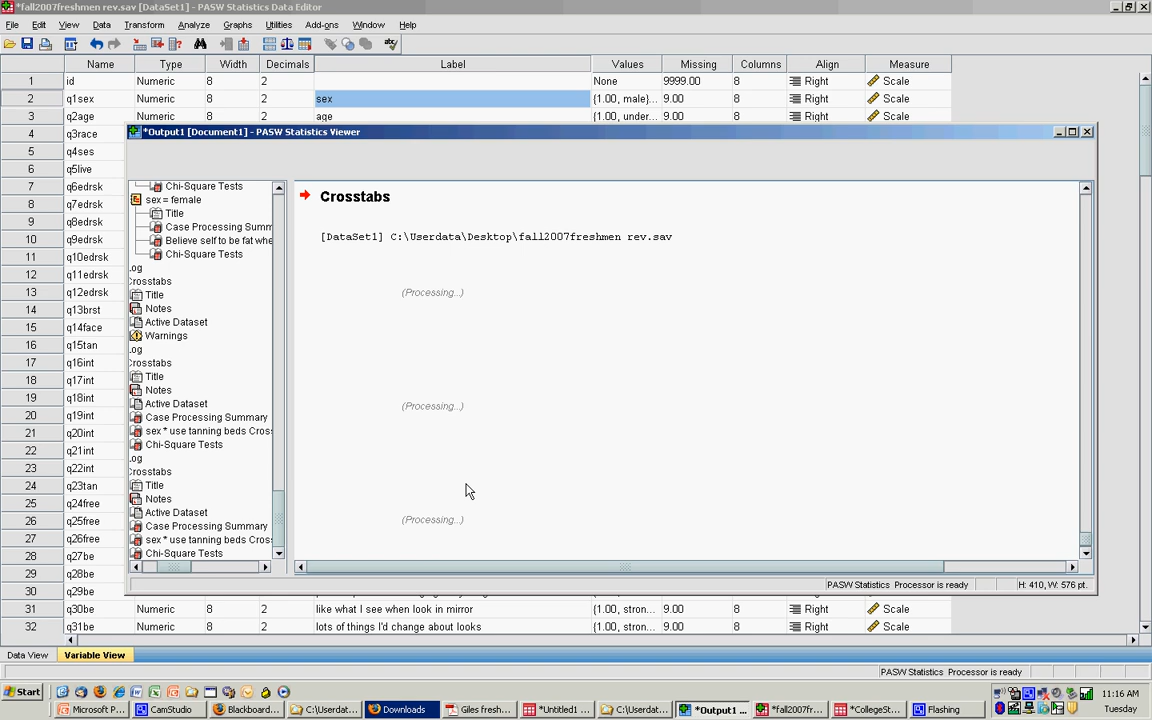 *fall2007freshmen rev.sav [DataSet1] - PASW Statistics Data Editor
File Edit View Data Transform Analyze Graphs Utilities Add-ons Window Help
Name Type Width Decimals Label Values Missing Columns Align Measure
1 id Numeric 8 2 None 9999.00 8 Right Scale
2 q1sex Numeric 8 2 sex {1.00, male}... 9.00 8 Right Scale
3 q2age Numeric 8 2 age {1.00, under... 9.00 8 Right Scale
4 q3race
5 q4ses
6 q5live
7 q6edrsk
8 q7edrsk
9 q8edrsk
10 q9edrsk
11 q10edrsk
12 q11edrsk
13 q12edrsk
14 q13brst
15 q14face
16 q15tan
17 q16int
18 q17int
19 q18int
20 q19int
21 q20int
22 q21int
23 q22int
24 q23tan
25 q24free
26 q25free
27 q26free
28 q27be
29 q28be
30 q29be
31 q30be Numeric 8 2 like what I see when look in mirror {1.00, stron... 9.00 8 Right Scale
32 q31be Numeric 8 2 lots of things I'd change about looks {1.00, stron... 9.00 8 Right Scale
*Output1 [Document1] - PASW Statistics Viewer
Chi-Square Tests
sex = female
Title
Case Processing Summ
Believe self to be fat whe
Chi-Square Tests
.og
Crosstabs
Title
Notes
Active Dataset
Warnings
.og
Crosstabs
Title
Notes
Active Dataset
Case Processing Summary
sex * use tanning beds Cros
Chi-Square Tests
.og
Crosstabs
Title
Notes
Active Dataset
Case Processing Summary
sex * use tanning beds Cros
Chi-Square Tests
Crosstabs
[DataSet1] C:\Userdata\Desktop\fall2007freshmen rev.sav
(Processing...)
(Processing...)
(Processing...)
PASW Statistics Processor is ready H: 410, W: 576 pt.
Data View Variable View
PASW Statistics Processor is ready
Start 11:16 AM
Microsoft P... CamStudio Blackboard... C:\Userdat... Downloads Giles fresh... *Untitled1 ... C:\Userdat... *Output1 ... *fall2007fr... *CollegeSt... Flashing Tuesday